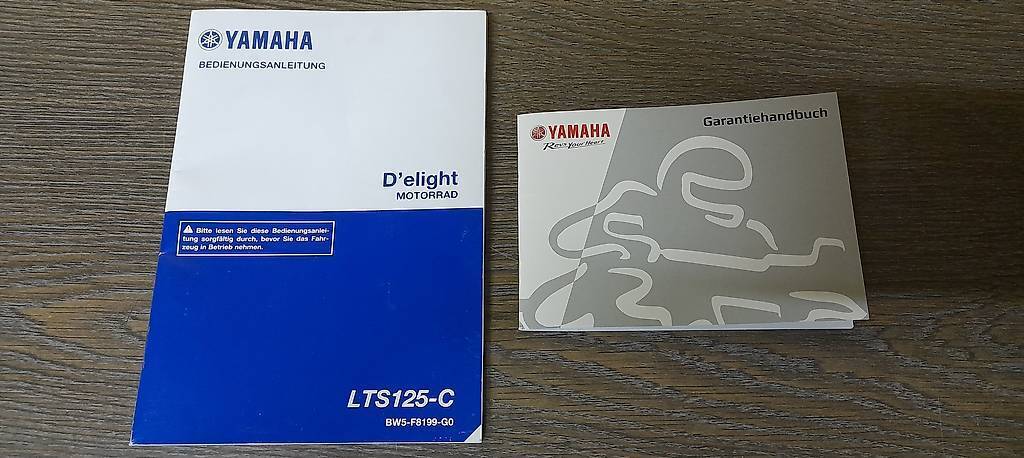 YAMAHA
BEDIENUNGSANLEITUNG
D'elight
MOTORRAD
Bitte lesen Sie diese Bedienungsanlei-
tung sorgfältig durch, bevor Sie das Fahr-
zeug in Betrieb nehmen.
LTS125-C
BW5-F8199-G0
Garantiehandbuch
YAMAHA
Revs Your Heart